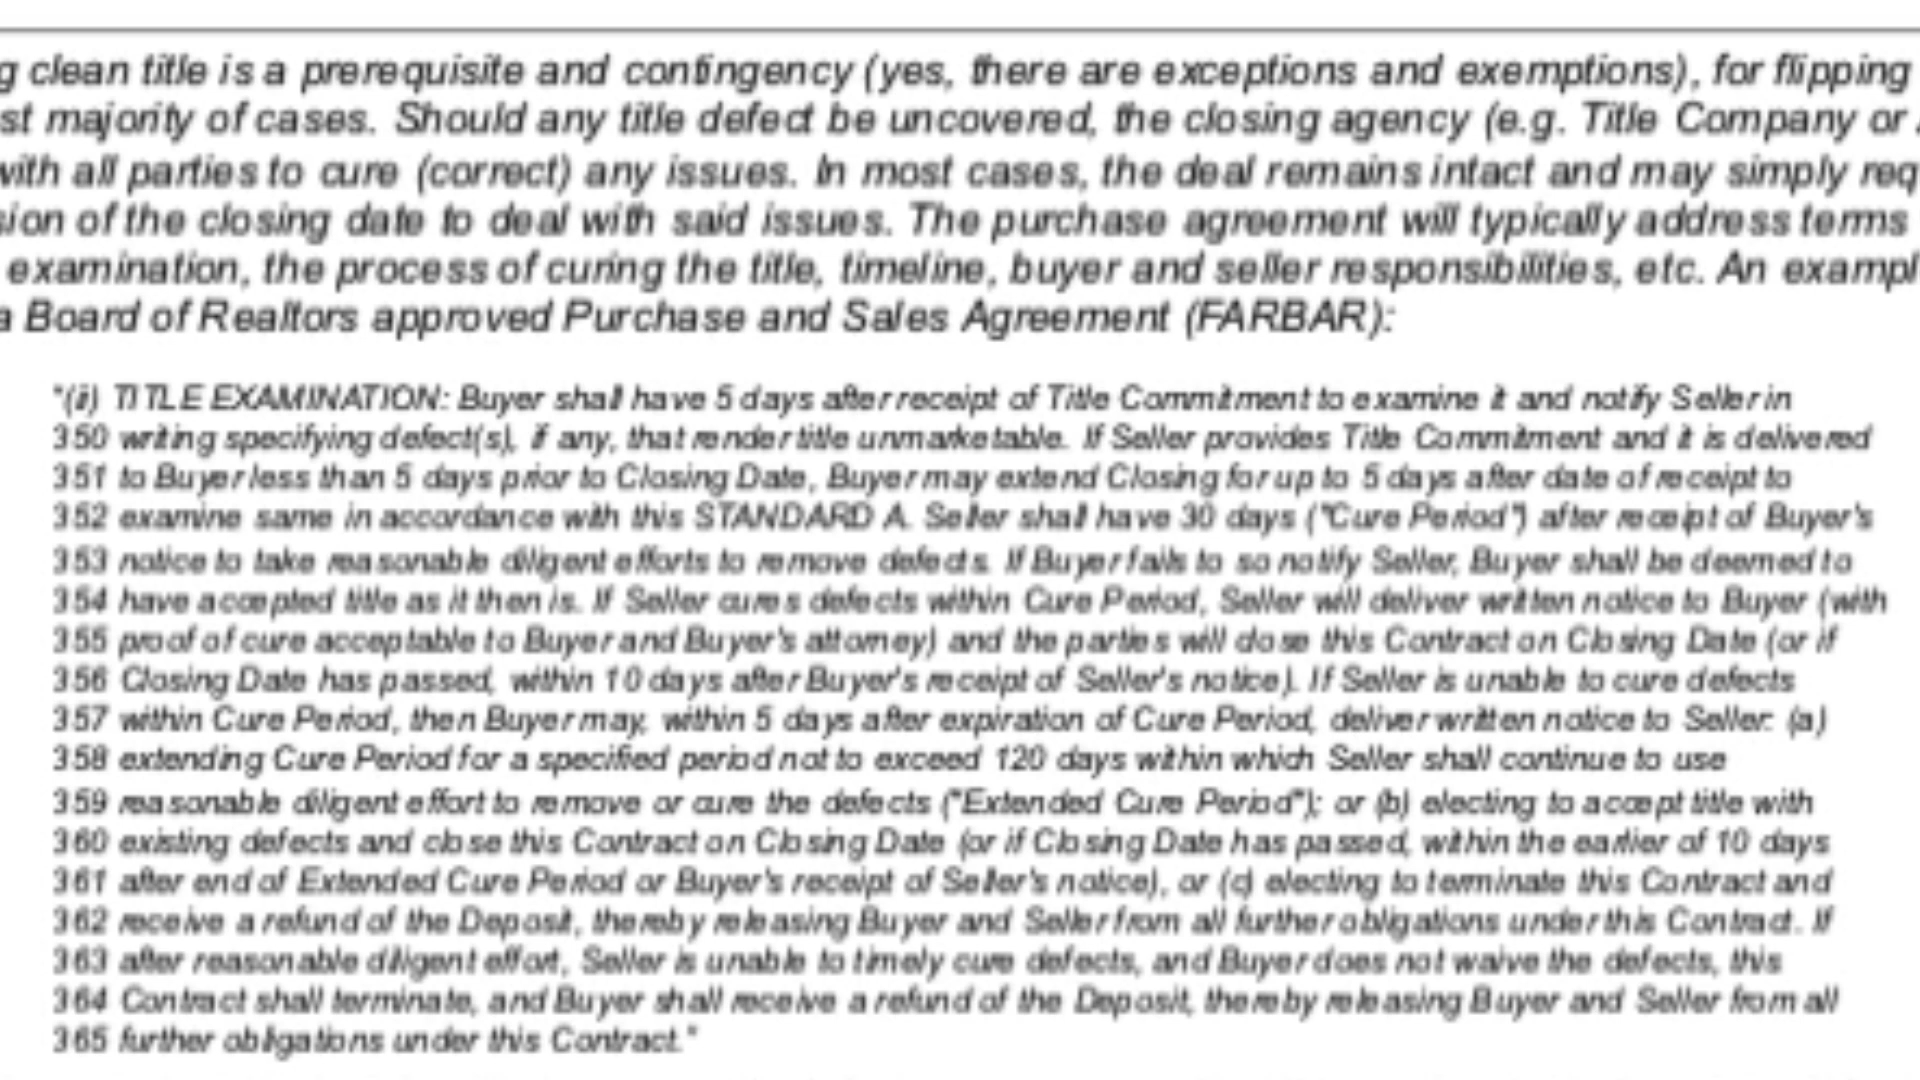 g clean title is a prerequisite and contingency (yes, there are exceptions and exemptions), for flipping
st majority of cases. Should any title defect be uncovered, the closing agency (e.g. Title Company or
with all parties to cure (correct) any issues. In most cases, the deal remains intact and may simply req
sion of the closing date to deal with said issues. The purchase agreement will typically address terms
examination, the process of curing the title, timeline, buyer and seller responsibilities, etc. An exampl
a Board of Realtors approved Purchase and Sales Agreement (FARBAR):
"(ii) TITLE EXAMINATION: Buyer shall have 5 days after receipt of Title Commitment to examine it and notify Seller in
350 writing specifying defect(s), if any, that render title unmarketable. If Seller provides Title Commitment and it is delivered
351 to Buyer less than 5 days prior to Closing Date, Buyer may extend Closing for up to 5 days after date of receipt to
352 examine same in accordance with this STANDARD A. Seller shall have 30 days ("Cure Period") after receipt of Buyer's
353 notice to take reasonable diligent efforts to remove defects. If Buyer fails to so notify Seller, Buyer shall be deemed to
354 have accepted title as it then is. If Seller cures defects within Cure Period, Seller will deliver written notice to Buyer (with
355 proof of cure acceptable to Buyer and Buyer's attorney) and the parties will close this Contract on Closing Date (or if
356 Closing Date has passed, within 10 days after Buyer's receipt of Seller's notice). If Seller is unable to cure defects
357 within Cure Period, then Buyer may, within 5 days after expiration of Cure Period, deliver written notice to Seller: (a)
358 extending Cure Period for a specified period not to exceed 120 days within which Seller shall continue to use
359 reasonable diligent effort to remove or cure the defects ("Extended Cure Period"); or (b) electing to accept title with
360 existing defects and close this Contract on Closing Date (or if Closing Date has passed, within the earlier of 10 days
361 after end of Extended Cure Period or Buyer's receipt of Seller's notice), or (c) electing to terminate this Contract and
362 receive a refund of the Deposit, thereby releasing Buyer and Seller from all further obligations under this Contract. If
363 after reasonable diligent effort, Seller is unable to timely cure defects, and Buyer does not waive the defects, this
364 Contract shall terminate, and Buyer shall receive a refund of the Deposit, thereby releasing Buyer and Seller from all
365 further obligations under this Contract."